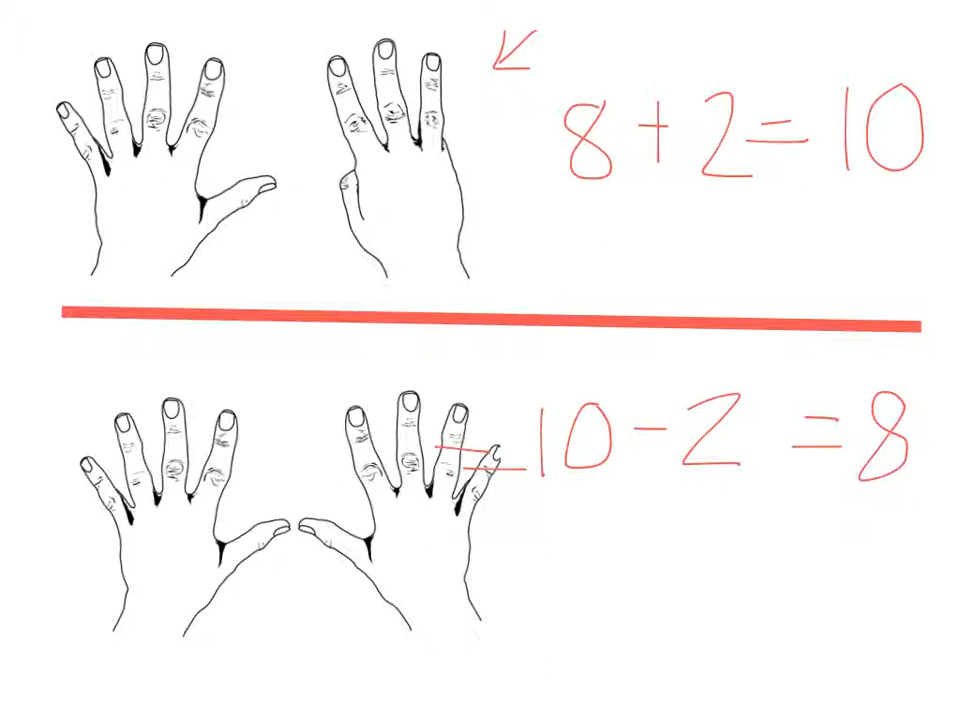 8 + 2 = 10
10 - 2 = 8